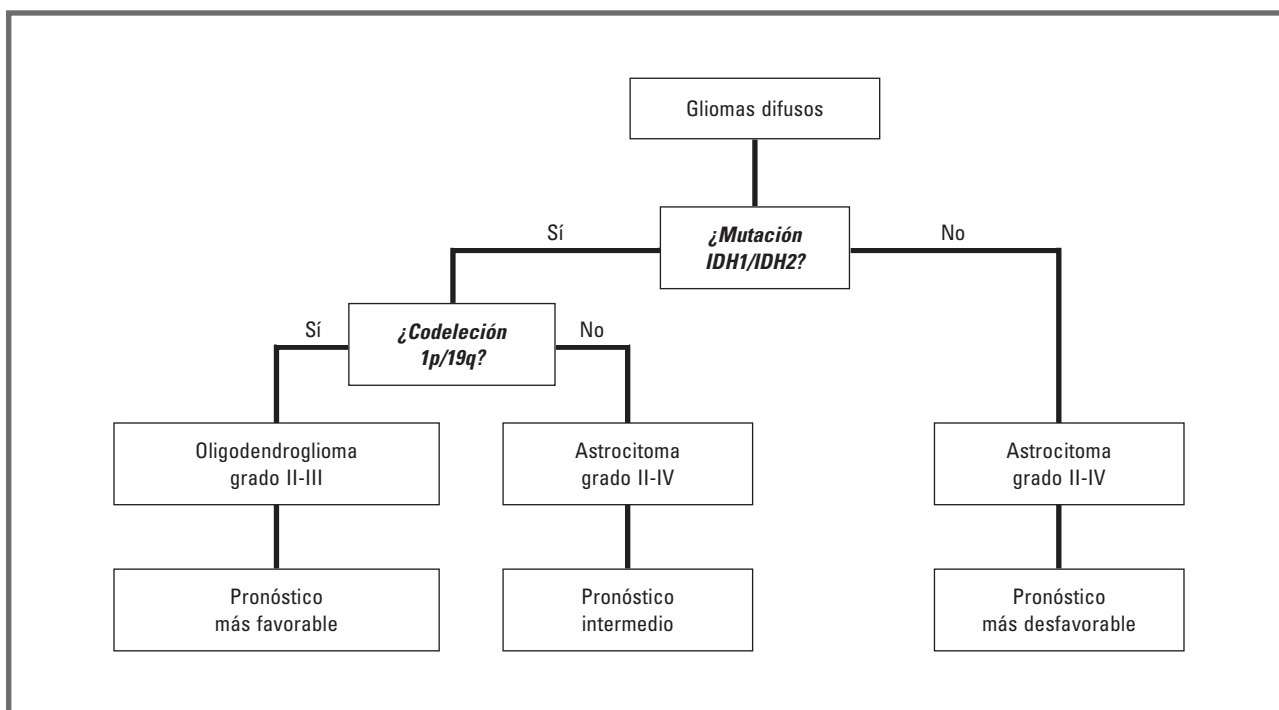 Gliomas difusos
Sí
¿Mutación
IDH1/IDH2?
No
Sí
¿Codeleción
1p/19q?
No
Oligodendroglioma
grado II-III
Astrocitoma
grado II-IV
Astrocitoma
grado II-IV
Pronóstico
más favorable
Pronóstico
intermedio
Pronóstico
más desfavorable